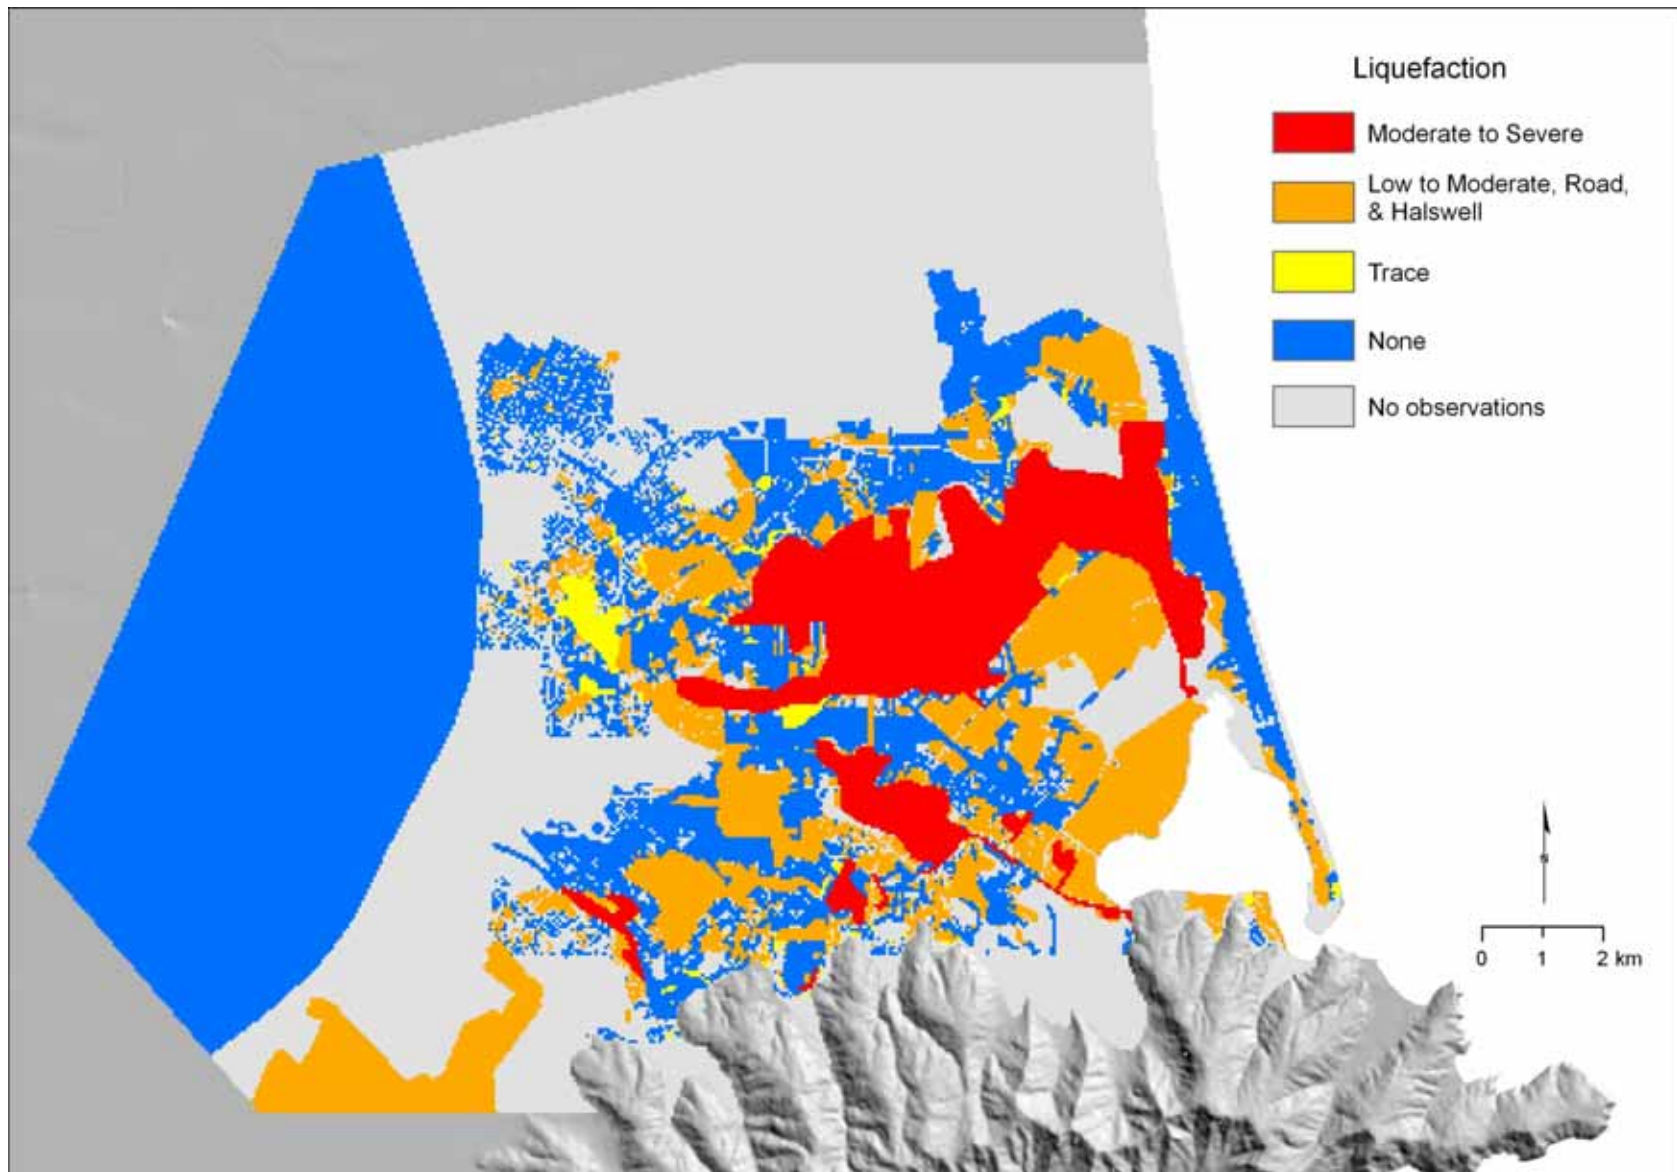 Liquefaction
Moderate to Severe
Low to Moderate, Road,
& Halswell
Trace
None
No observations
N
0 1 2 km